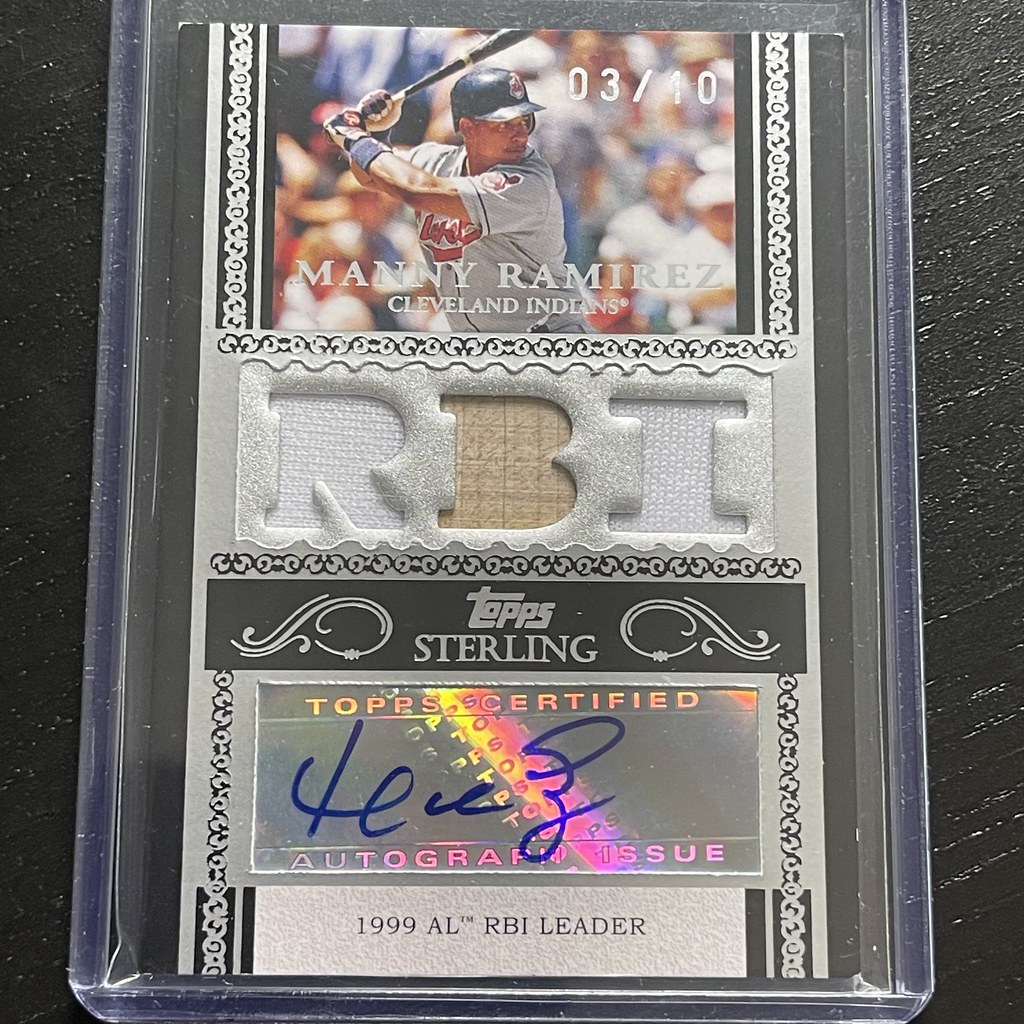 03/10
MANNY RAMIREZ
CLEVELAND INDIANS®
RBI
Topps
STERLING
TOPPS CERTIFIED
AUTOGRAPH ISSUE
1999 AL™ RBI LEADER